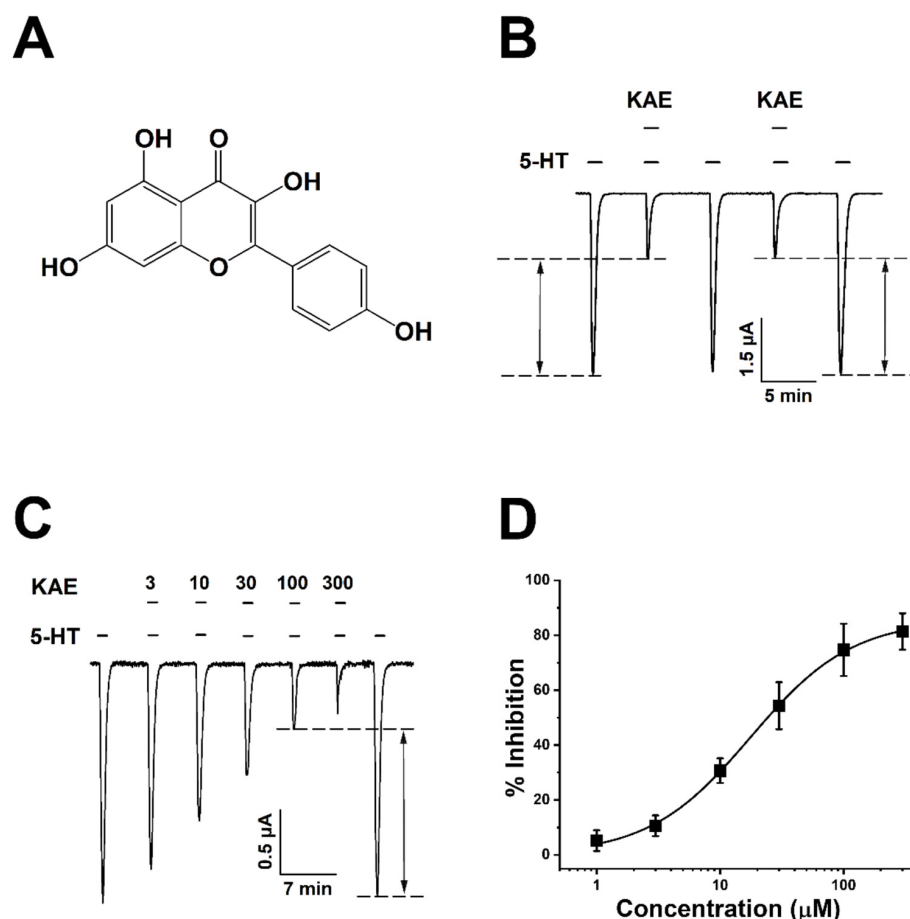 A
OH
O
OH
HO
O
OH
B
KAE KAE
5-HT
1.5 µA
5 min
C
KAE 3 10 30 100 300
5-HT
0.5 µA
7 min
D
100
80
60
40
20
0
% Inhibition
1 10 100
Concentration (µM)